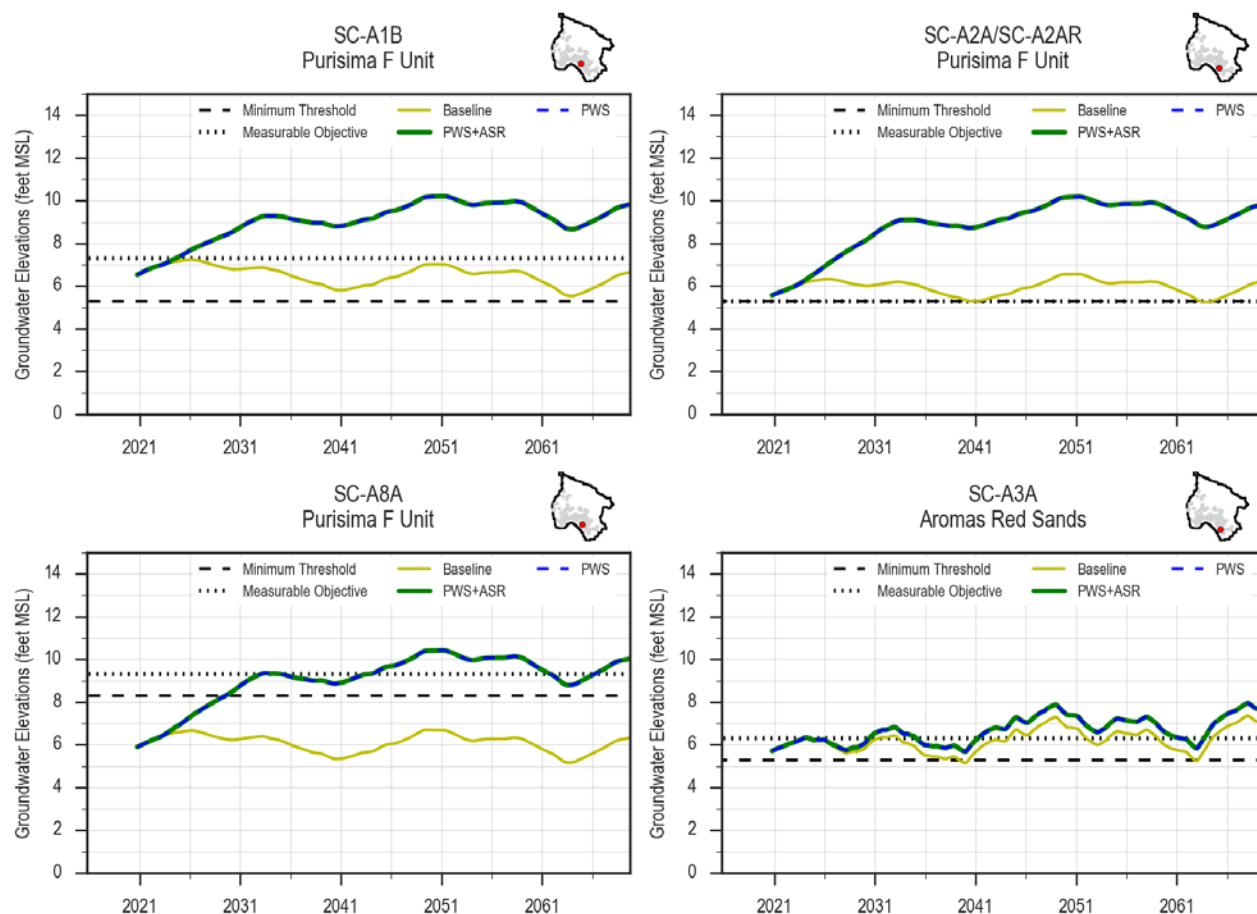 SC-A1B
Purisima F Unit
Minimum Threshold
Baseline
PWS
Measurable Objective
PWS+ASR
Groundwater Elevations (feet MSL)
14
12
10
8
6
4
2
0
2021
2031
2041
2051
2061
SC-A2A/SC-A2AR
Purisima F Unit
Minimum Threshold
Baseline
PWS
Measurable Objective
PWS+ASR
Groundwater Elevations (feet MSL)
14
12
10
8
6
4
2
0
2021
2031
2041
2051
2061
SC-A8A
Purisima F Unit
Minimum Threshold
Baseline
PWS
Measurable Objective
PWS+ASR
Groundwater Elevations (feet MSL)
14
12
10
8
6
4
2
0
2021
2031
2041
2051
2061
SC-A3A
Aromas Red Sands
Minimum Threshold
Baseline
PWS
Measurable Objective
PWS+ASR
Groundwater Elevations (feet MSL)
14
12
10
8
6
4
2
0
2021
2031
2041
2051
2061